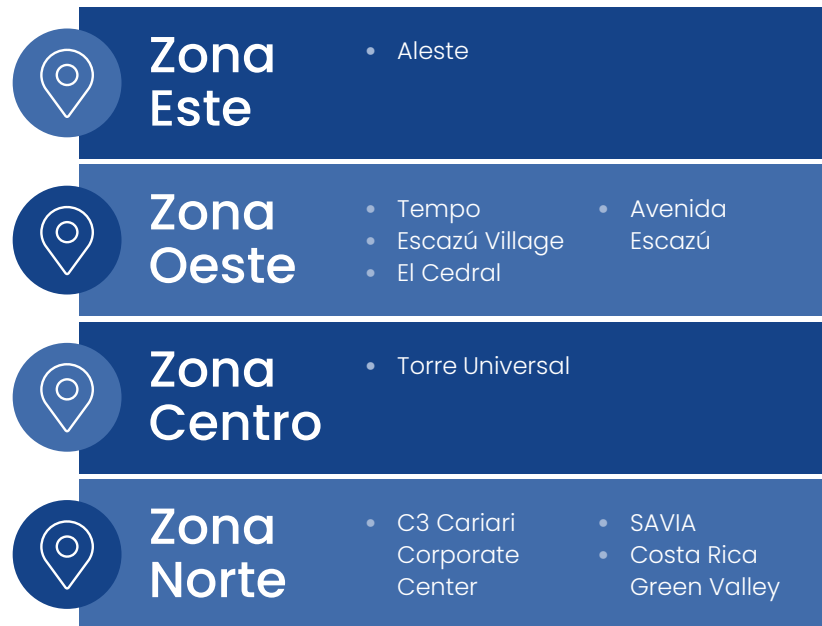 Zona
Este
• Aleste
Zona
Oeste
• Tempo
• Escazú Village
• El Cedral
• Avenida
Escazú
Zona
Centro
• Torre Universal
Zona
Norte
• C3 Cariari
Corporate
Center
• SAVIA
• Costa Rica
Green Valley